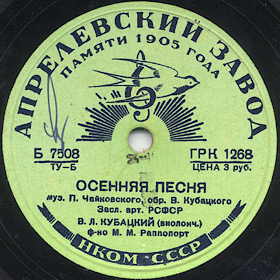 АПРЕЛЕВСКИЙ ЗАВОД
ПАМЯТИ 1905 ГОДА
Б 7508 ГРК 1268
ТУ-Б ЦЕНА 3 руб.
ОСЕННЯЯ ПЕСНЯ
муз. П. Чайковского, обр. В. Кубацкого
Засл. арт. РСФСР
В. Л. КУБАЦКИЙ (виолонч.)
ф-но М. М. Раппопорт
НКОМ СССР